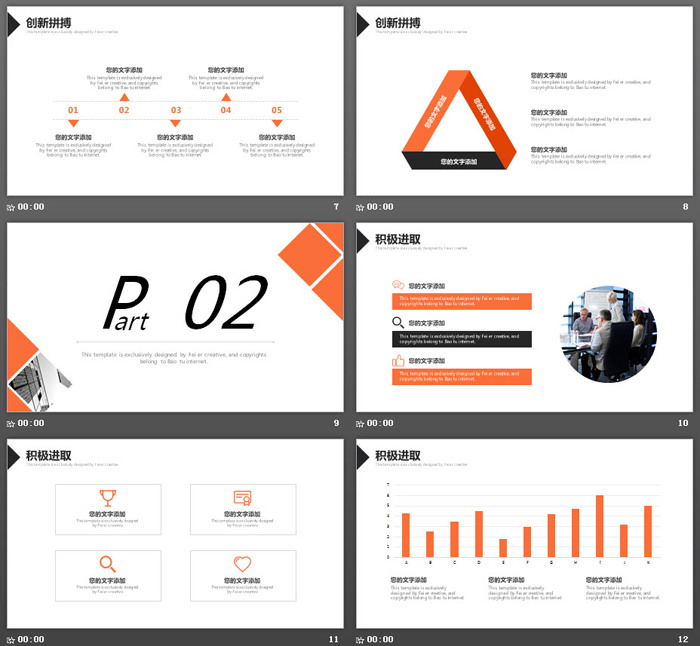 创新拼搏
The template is exclusively designed by Fei er creative
您的文字添加
This template is exclusively designed
by Fei er creative, and copyrights
belong to Bao tu internet.
您的文字添加
This template is exclusively designed
by Fei er creative, and copyrights
belong to Bao tu internet.
01 02 03 04 05
您的文字添加
This template is exclusively designed
by Fei er creative, and copyrights
belong to Bao tu internet.
您的文字添加
This template is exclusively designed
by Fei er creative, and copyrights
belong to Bao tu internet.
您的文字添加
This template is exclusively designed
by Fei er creative, and copyrights
belong to Bao tu internet.
00:00 7
创新拼搏
The template is exclusively designed by Fei er creative
您的文字添加
您的文字添加
您的文字添加
您的文字添加
This template is exclusively designed by Fei er creative, and
copyrights belong to Bao tu internet.
您的文字添加
This template is exclusively designed by Fei er creative, and
copyrights belong to Bao tu internet.
您的文字添加
This template is exclusively designed by Fei er creative, and
copyrights belong to Bao tu internet.
00:00 8
Part 02
This template is exclusively designed by Fei er creative, and copyrights
belong to Bao tu internet.
00:00 9
积极进取
The template is exclusively designed by Fei er creative
您的文字添加
This template is exclusively designed by Fei er creative, and
copyrights belong to Bao tu internet.
您的文字添加
This template is exclusively designed by Fei er creative, and
copyrights belong to Bao tu internet.
您的文字添加
This template is exclusively designed by Fei er creative, and
copyrights belong to Bao tu internet.
00:00 10
积极进取
The template is exclusively designed by Fei er creative
您的文字添加
This template is exclusively designed
by Fei er creative
您的文字添加
This template is exclusively designed
by Fei er creative
您的文字添加
This template is exclusively designed
by Fei er creative
您的文字添加
This template is exclusively designed
by Fei er creative
00:00 11
积极进取
The template is exclusively designed by Fei er creative
7
6
5
4
3
2
1
0
A B C D E F G H I J K
您的文字添加
This template is exclusively
designed by Fei er creative, and
copyrights belong to Bao tu internet.
您的文字添加
This template is exclusively
designed by Fei er creative, and
copyrights belong to Bao tu internet.
您的文字添加
This template is exclusively
designed by Fei er creative, and
copyrights belong to Bao tu internet.
00:00 12